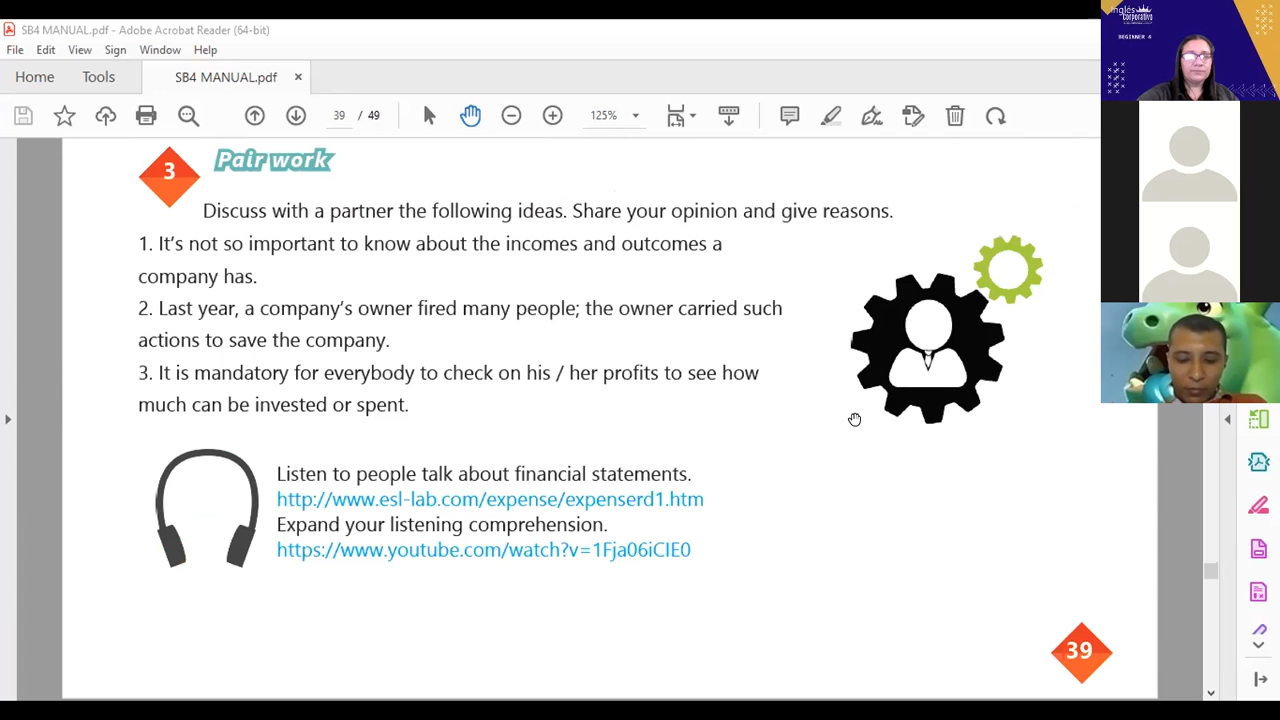 SB4 MANUAL.pdf - Adobe Acrobat Reader (64-bit)
File Edit View Sign Window Help
Home Tools SB4 MANUAL.pdf ×
39 / 49 125%
3 Pair work
Discuss with a partner the following ideas. Share your opinion and give reasons.
1. It's not so important to know about the incomes and outcomes a
company has.
2. Last year, a company's owner fired many people; the owner carried such
actions to save the company.
3. It is mandatory for everybody to check on his / her profits to see how
much can be invested or spent.
Listen to people talk about financial statements.
http://www.esl-lab.com/expense/expenserd1.htm
Expand your listening comprehension.
https://www.youtube.com/watch?v=1Fja06iCIE0
39
Inglés
Corporativo
BEGINNER 4